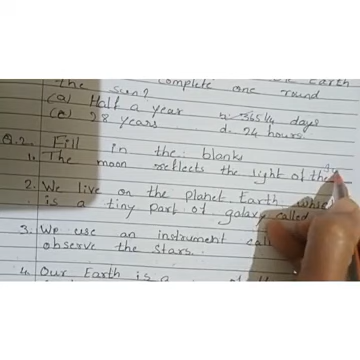 the sun? complete one round
(a) Half a year b. 365¼ days
(c) 28 years d. 24 hours
Q.2. Fill in the blank
1. The moon reflects the light of the
2. We live on the planet Earth which
is a tiny part of galaxy called
3. We use an instrument
observe the stars.
4. Our Earth is a of